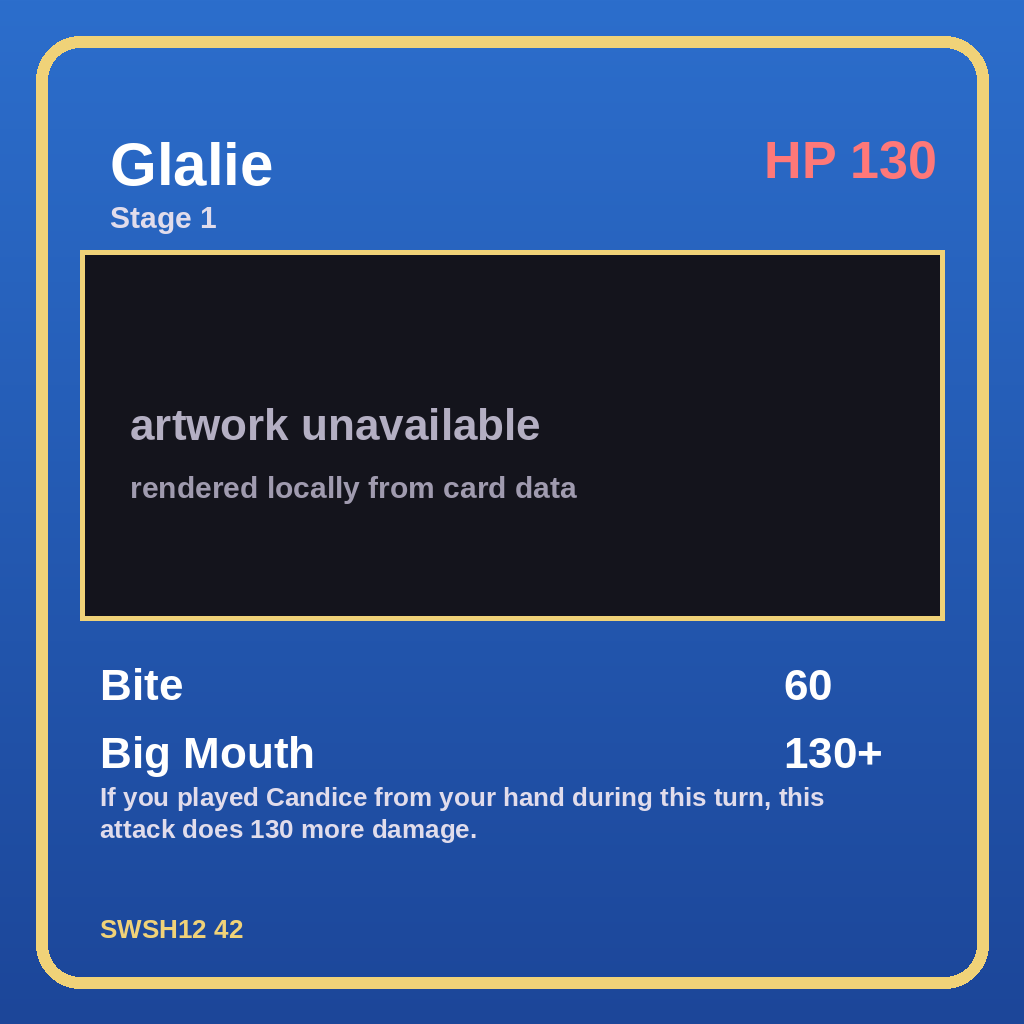 Glalie
HP 130
Stage 1
artwork unavailable
rendered locally from card data
Bite 60
Big Mouth 130+
If you played Candice from your hand during this turn, this
attack does 130 more damage.
SWSH12 42